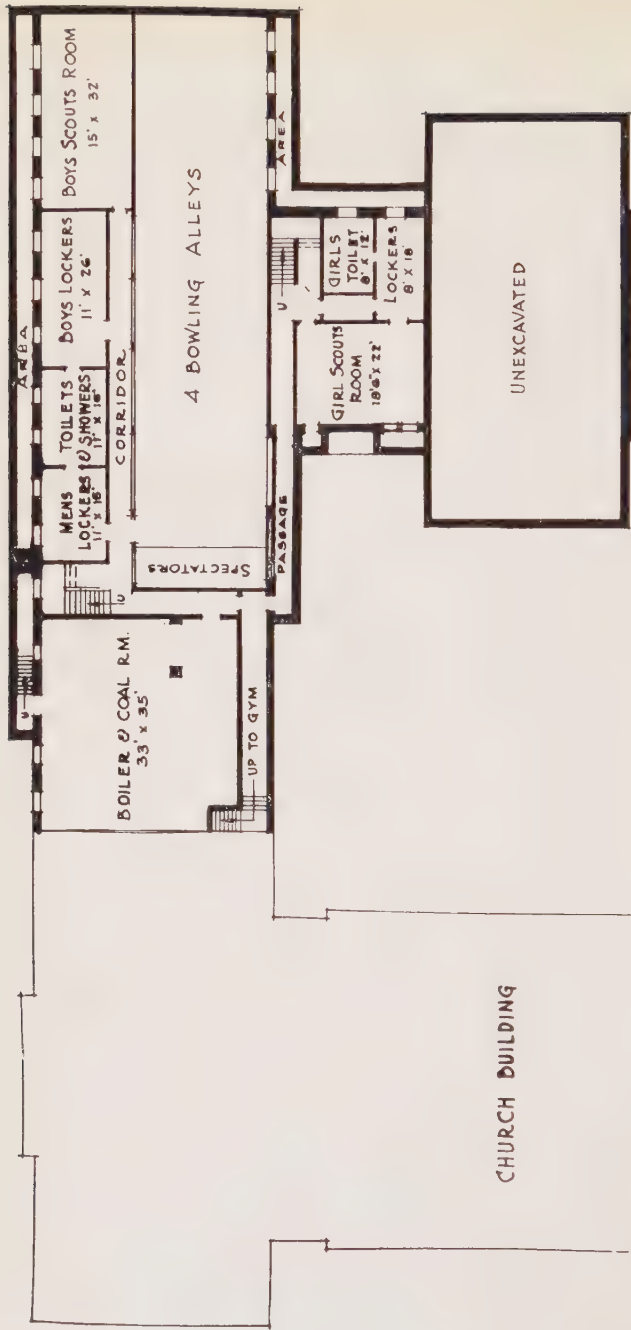 AREA
BOYS SCOUTS ROOM
15' X 32'
BOYS LOCKERS
11' X 26'
TOILETS
& SHOWERS
11' X 16'
MENS
LOCKERS
11' X 16'
CORRIDOR
4 BOWLING ALLEYS
SPECTATORS
U
U
BOILER & COAL RM.
33' X 35'
UP TO GYM
PASSAGE
AREA
U
GIRLS
TOILET
8' X 12'
LOCKERS
8' X 18'
GIRL SCOUTS
ROOM
18'6" X 22'
UNEXCAVATED
CHURCH BUILDING